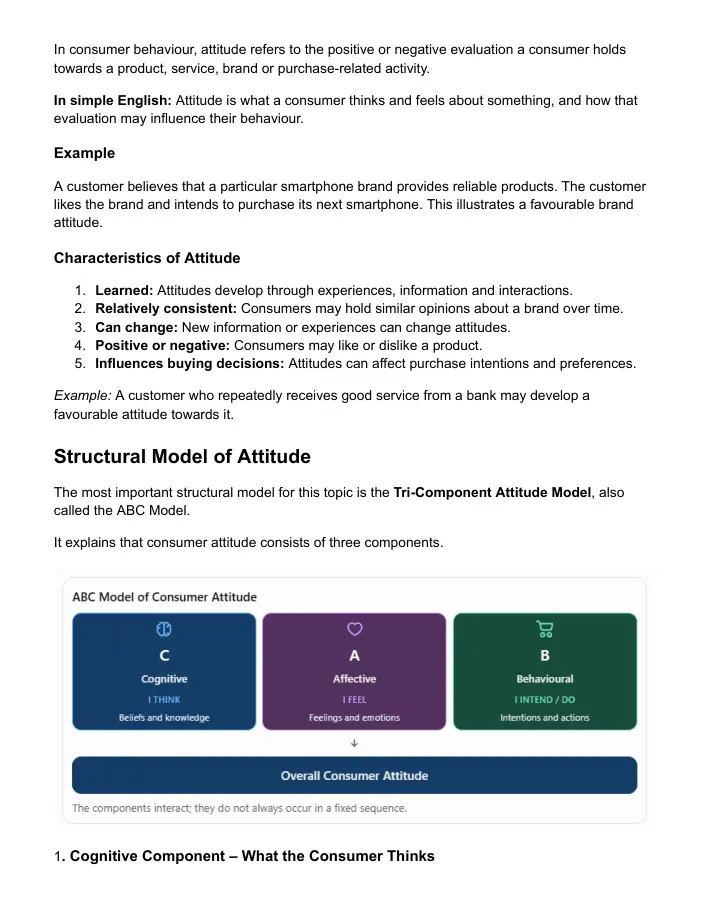 In consumer behaviour, attitude refers to the positive or negative evaluation a consumer holds
towards a product, service, brand or purchase-related activity.
In simple English: Attitude is what a consumer thinks and feels about something, and how that
evaluation may influence their behaviour.
Example
A customer believes that a particular smartphone brand provides reliable products. The customer
likes the brand and intends to purchase its next smartphone. This illustrates a favourable brand
attitude.
Characteristics of Attitude
1. Learned: Attitudes develop through experiences, information and interactions.
2. Relatively consistent: Consumers may hold similar opinions about a brand over time.
3. Can change: New information or experiences can change attitudes.
4. Positive or negative: Consumers may like or dislike a product.
5. Influences buying decisions: Attitudes can affect purchase intentions and preferences.
Example: A customer who repeatedly receives good service from a bank may develop a
favourable attitude towards it.
Structural Model of Attitude
The most important structural model for this topic is the Tri-Component Attitude Model, also
called the ABC Model.
It explains that consumer attitude consists of three components.
ABC Model of Consumer Attitude
C
Cognitive
I THINK
Beliefs and knowledge
A
Affective
I FEEL
Feelings and emotions
B
Behavioural
I INTEND / DO
Intentions and actions
↓
Overall Consumer Attitude
The components interact; they do not always occur in a fixed sequence.
1. Cognitive Component – What the Consumer Thinks